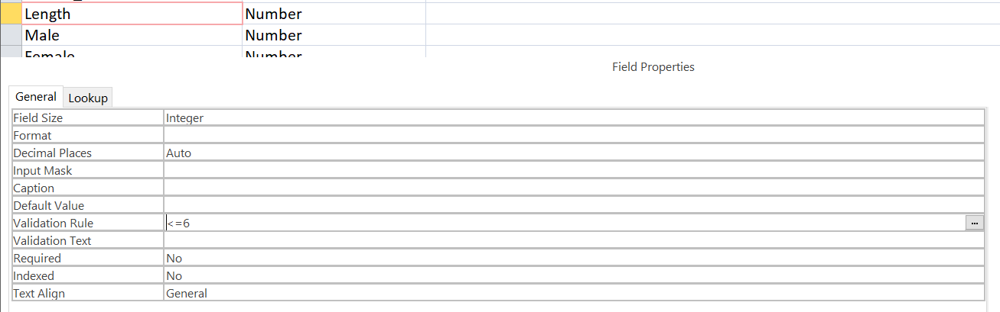 Length Number
Male Number
Female Number
Field Properties
General Lookup
Field Size Integer
Format
Decimal Places Auto
Input Mask
Caption
Default Value
Validation Rule <=6 ...
Validation Text
Required No
Indexed No
Text Align General